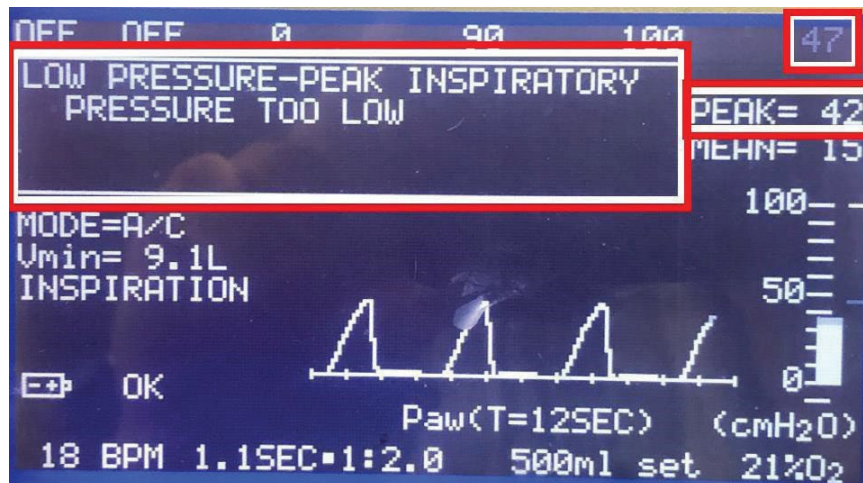 OFF OFF 0 90 100 47
LOW PRESSURE-PEAK INSPIRATORY
PRESSURE TOO LOW
PEAK= 42
MEAN= 15
MODE=A/C
Vmin= 9.1L
INSPIRATION
100
50
0
OK
Paw(T=12SEC) (cmH2O)
18 BPM 1.1SEC▪1:2.0 500ml set 21%O2